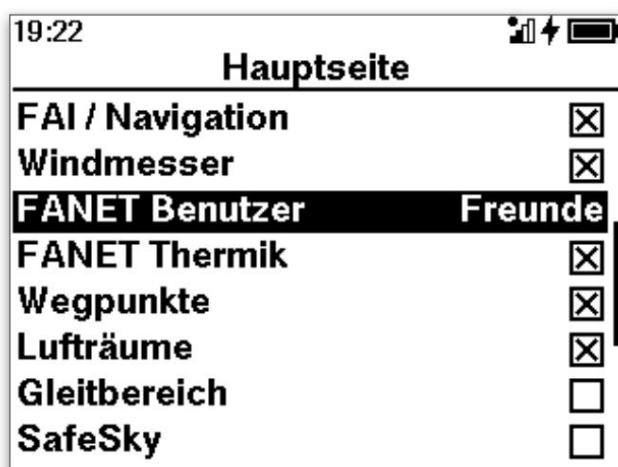 19:22
Hauptseite
FAI / Navigation
Windmesser
FANET Benutzer Freunde
FANET Thermik
Wegpunkte
Lufträume
Gleitbereich
SafeSky